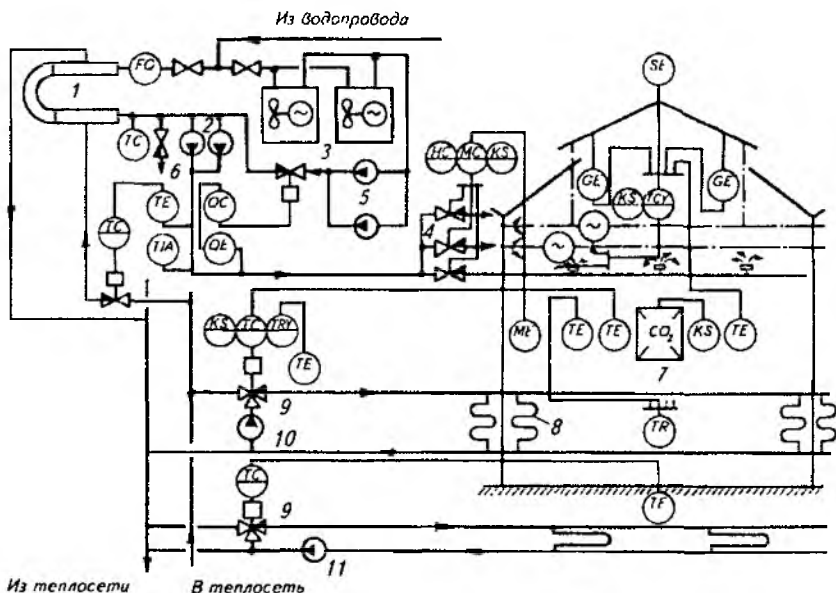 Из водопровода
FC
SE
1
TC
2
3
6
5
HC MC KS
GE
KS
TCY
GE
TC
TE
QC
4
TIA
QE
KS TC TRY
TE
ME
TE
TE
CO₂
KS
TE
7
9
8
10
TR
TC
9
TE
11
Из теплосети
В теплосеть